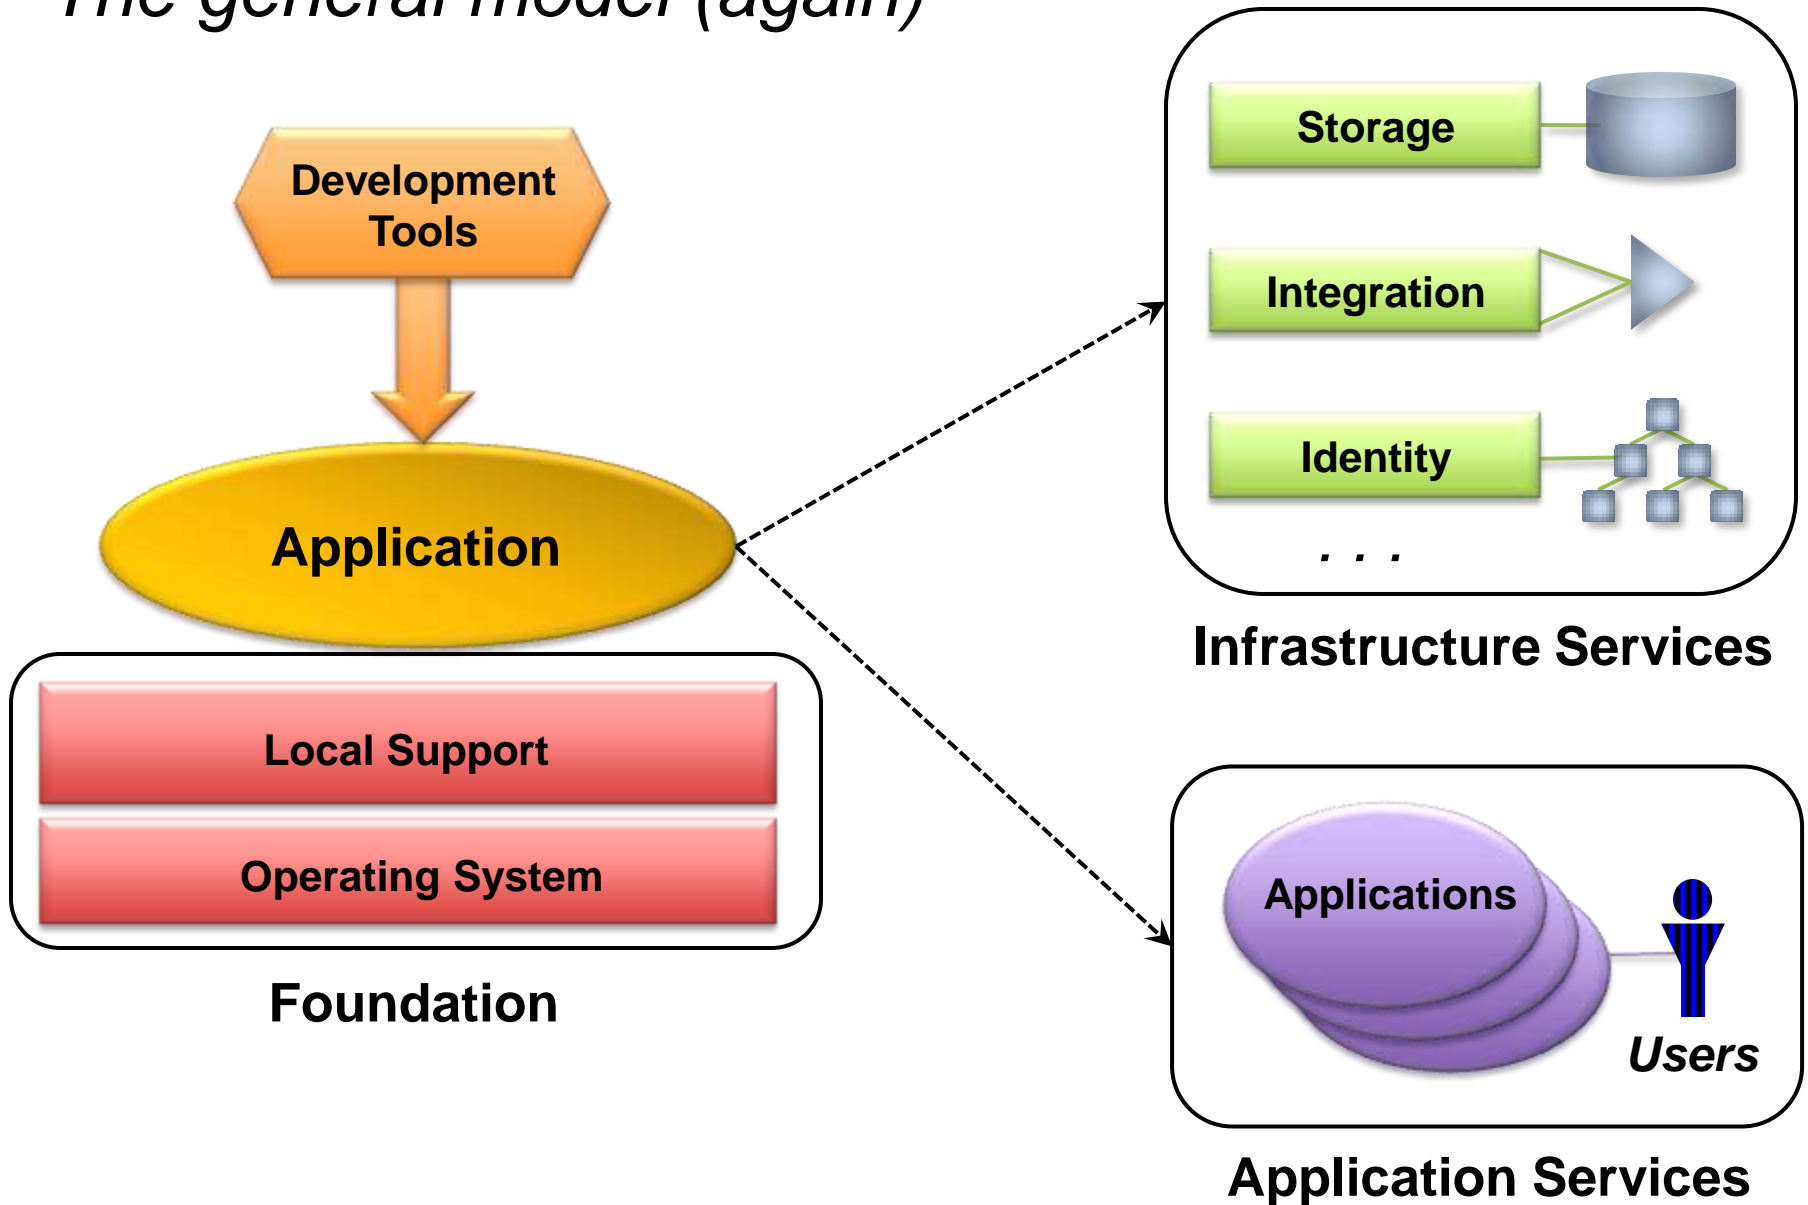 The general model (again)
Development
Tools
Application
Local Support
Operating System
Foundation
Storage
Integration
Identity
. . .
Infrastructure Services
Applications
Users
Application Services